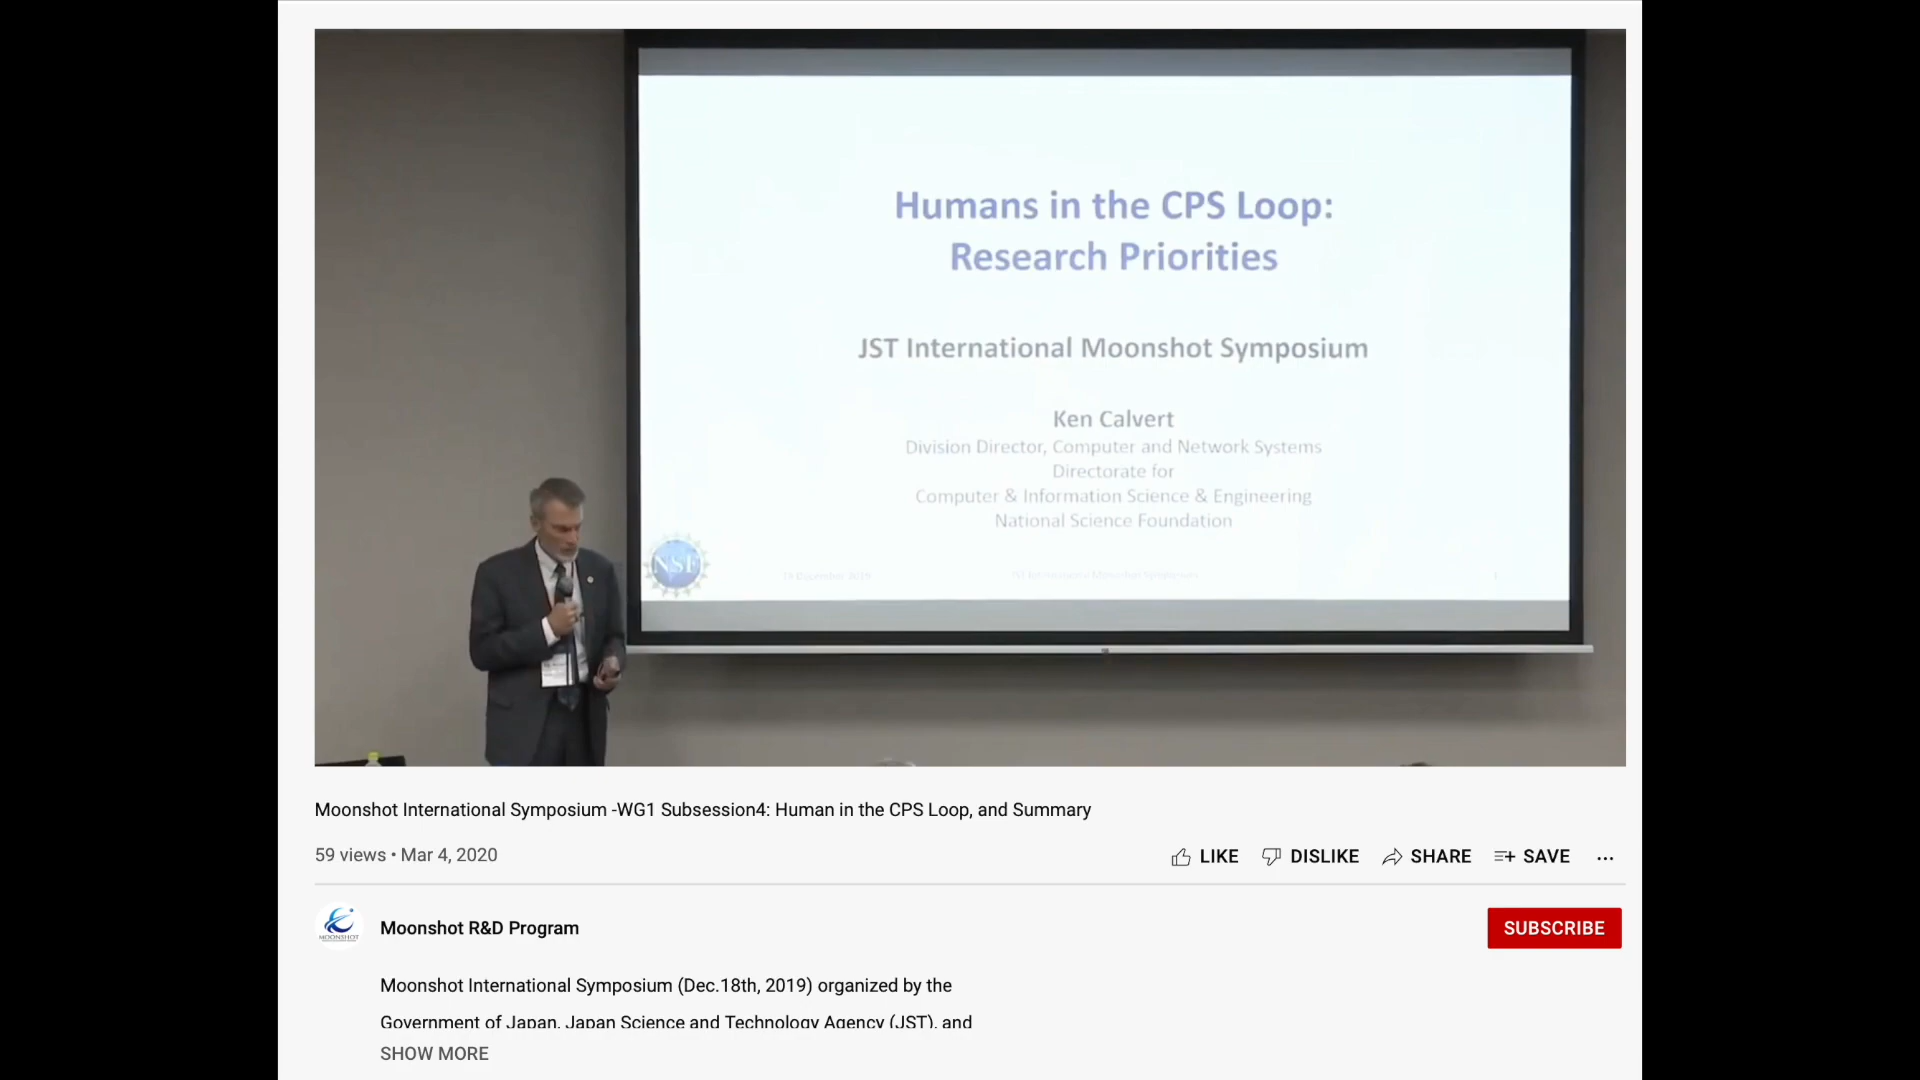 Humans in the CPS Loop:
Research Priorities
JST International Moonshot Symposium
Ken Calvert
Division Director, Computer and Network Systems
Directorate for
Computer & Information Science & Engineering
National Science Foundation
NSF
Moonshot International Symposium -WG1 Subsession4: Human in the CPS Loop, and Summary
59 views • Mar 4, 2020
LIKE DISLIKE SHARE SAVE ...
MOONSHOT
Moonshot R&D Program
SUBSCRIBE
Moonshot International Symposium (Dec.18th, 2019) organized by the
Government of Japan, Japan Science and Technology Agency (JST), and
SHOW MORE